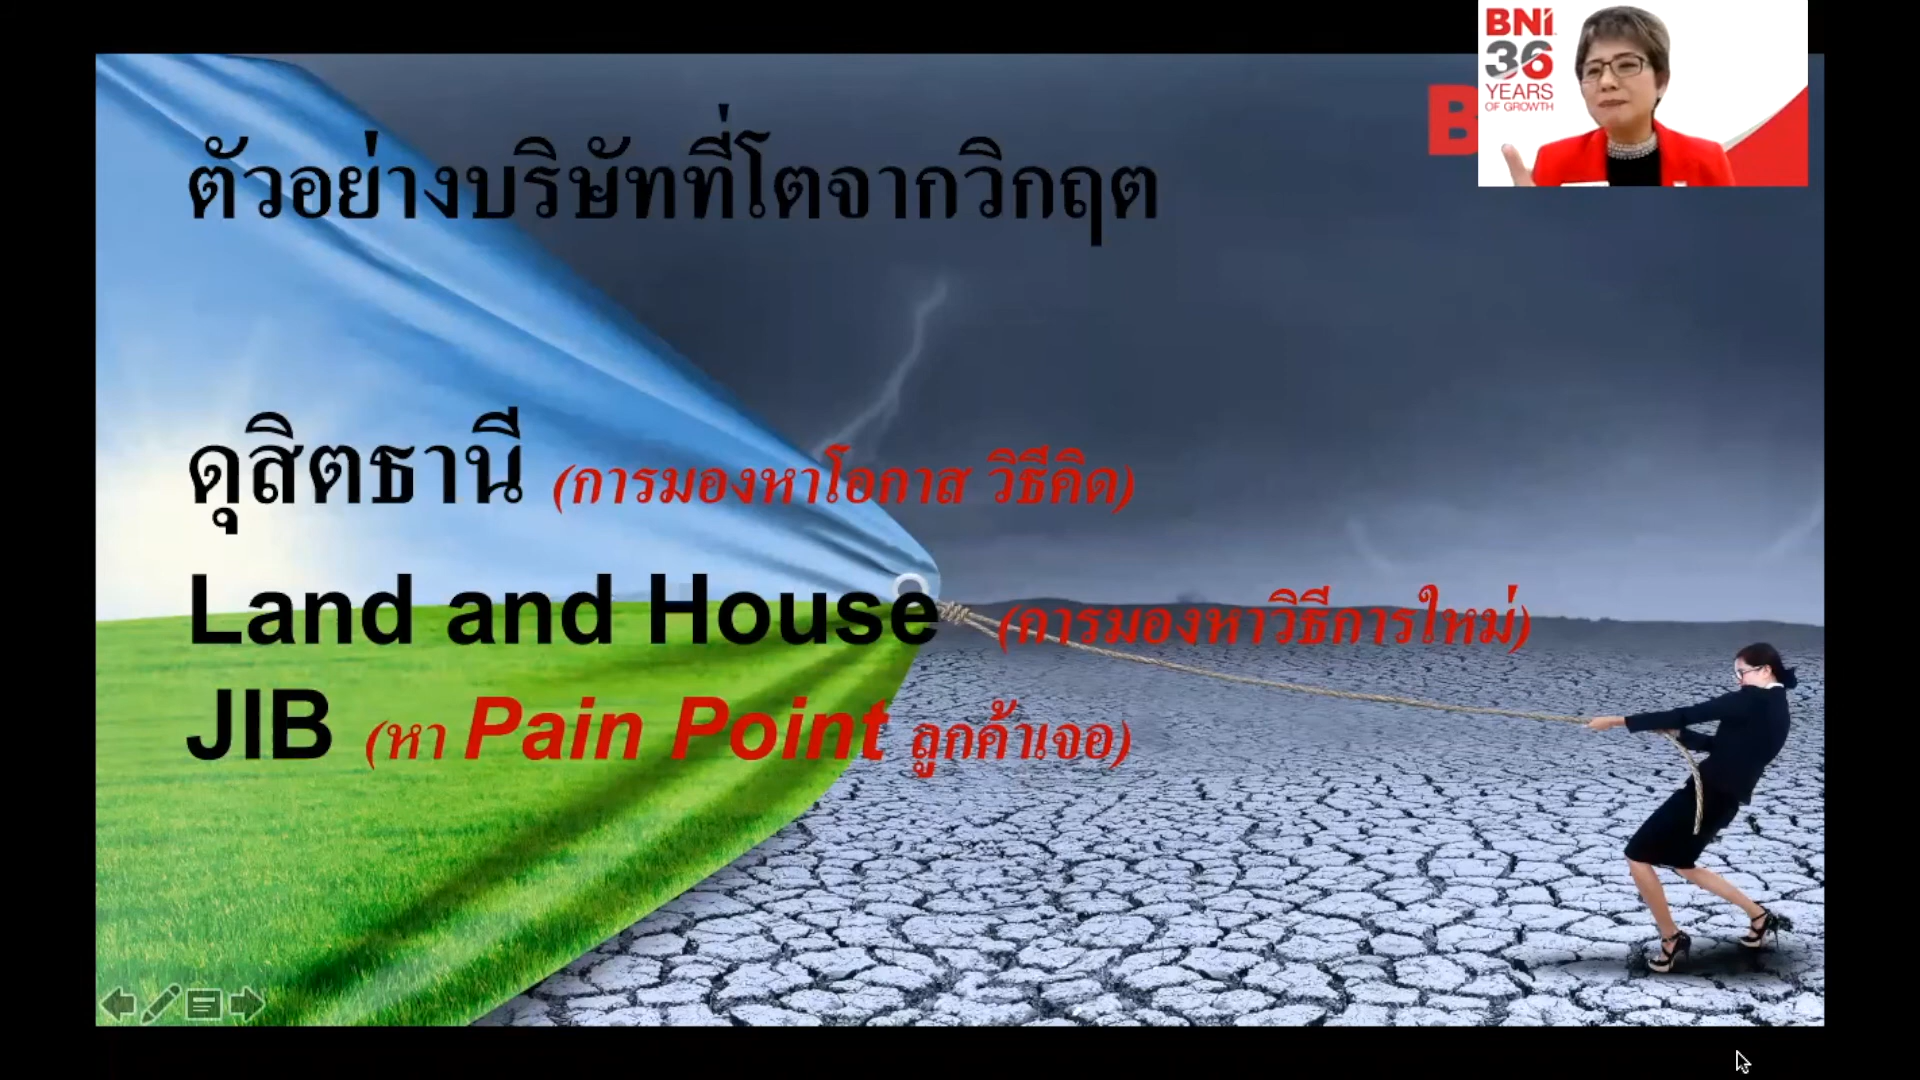 BNI
36
YEARS
OF GROWTH
B
ตัวอย่างบริษัทที่โตจากวิกฤต
ดุสิตธานี (การมองหาโอกาส วิธีคิด)
Land and House (การมองหาวิธีการใหม่)
JIB (หา Pain Point ลูกค้าเจอ)